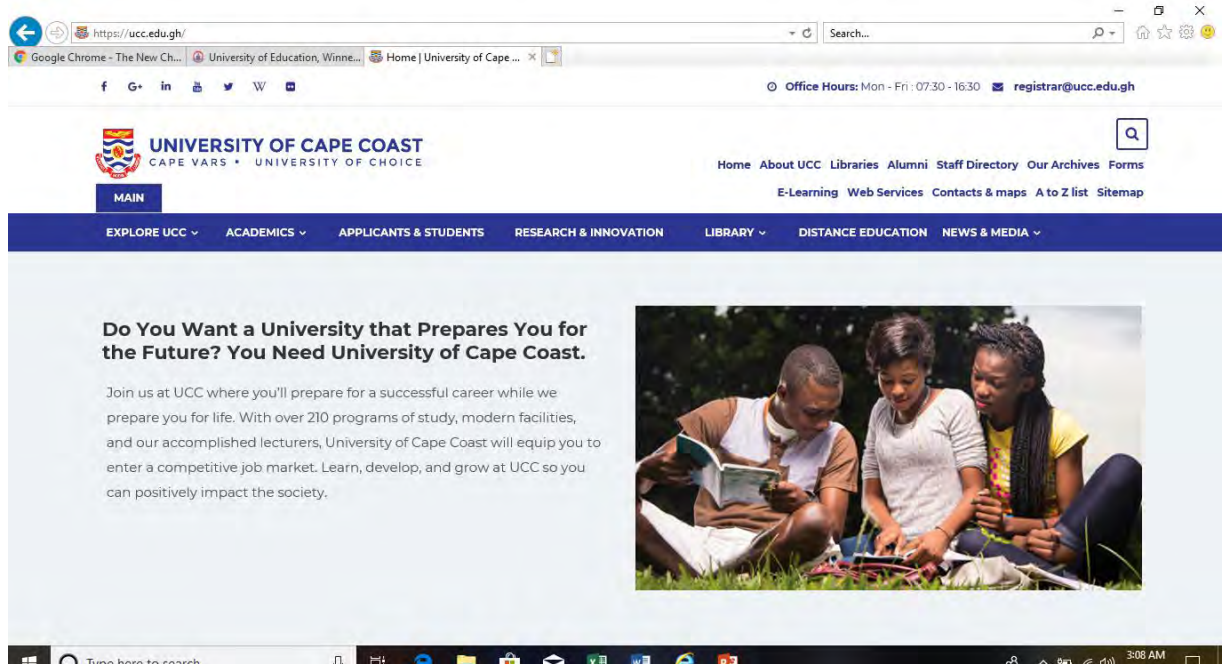 https://ucc.edu.gh/
Search...
Google Chrome - The New Ch...
University of Education, Winne...
Home | University of Cape ...
f G+ in W
Office Hours: Mon - Fri : 07:30 - 16:30 registrar@ucc.edu.gh
UNIVERSITY OF CAPE COAST
CAPE VARS • UNIVERSITY OF CHOICE
Home About UCC Libraries Alumni Staff Directory Our Archives Forms
E-Learning Web Services Contacts & maps A to Z list Sitemap
MAIN
EXPLORE UCC ACADEMICS APPLICANTS & STUDENTS RESEARCH & INNOVATION LIBRARY DISTANCE EDUCATION NEWS & MEDIA
Do You Want a University that Prepares You for
the Future? You Need University of Cape Coast.
Join us at UCC where you'll prepare for a successful career while we
prepare you for life. With over 210 programs of study, modern facilities,
and our accomplished lecturers, University of Cape Coast will equip you to
enter a competitive job market. Learn, develop, and grow at UCC so you
can positively impact the society.
Type here to search
3:08 AM